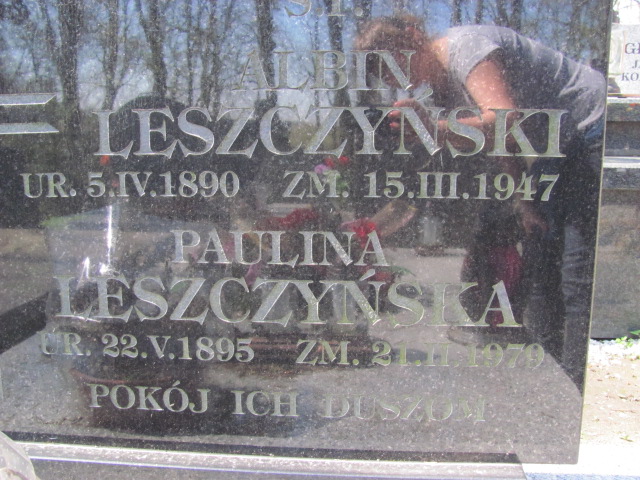 Ś.P.
ALBIN
LESZCZYŃSKI
UR. 5.IV.1890 ZM. 15.III.1947
PAULINA
LESZCZYŃSKA
UR. 22.V.1895 ZM. 21.II.1979
POKÓJ ICH DUSZOM